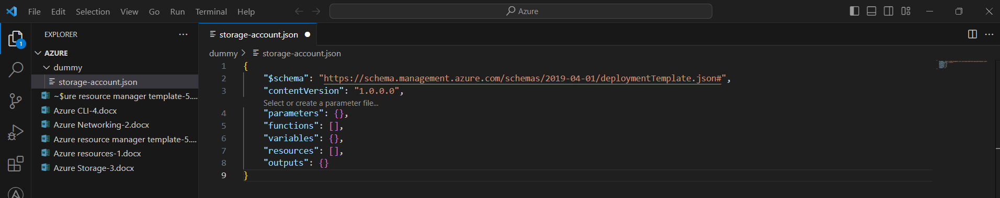 File Edit Selection View Go Run Terminal Help
Azure
EXPLORER
1
AZURE
dummy
storage-account.json
~$ure resource manager template-5....
Azure CLI-4.docx
Azure Networking-2.docx
Azure resource manager template-5....
Azure resources-1.docx
Azure Storage-3.docx
storage-account.json
dummy > storage-account.json
1 {
2 "$schema": "https://schema.management.azure.com/schemas/2019-04-01/deploymentTemplate.json#",
3 "contentVersion": "1.0.0.0",
Select or create a parameter file...
4 "parameters": {},
5 "functions": [],
6 "variables": {},
7 "resources": [],
8 "outputs": {}
9 }